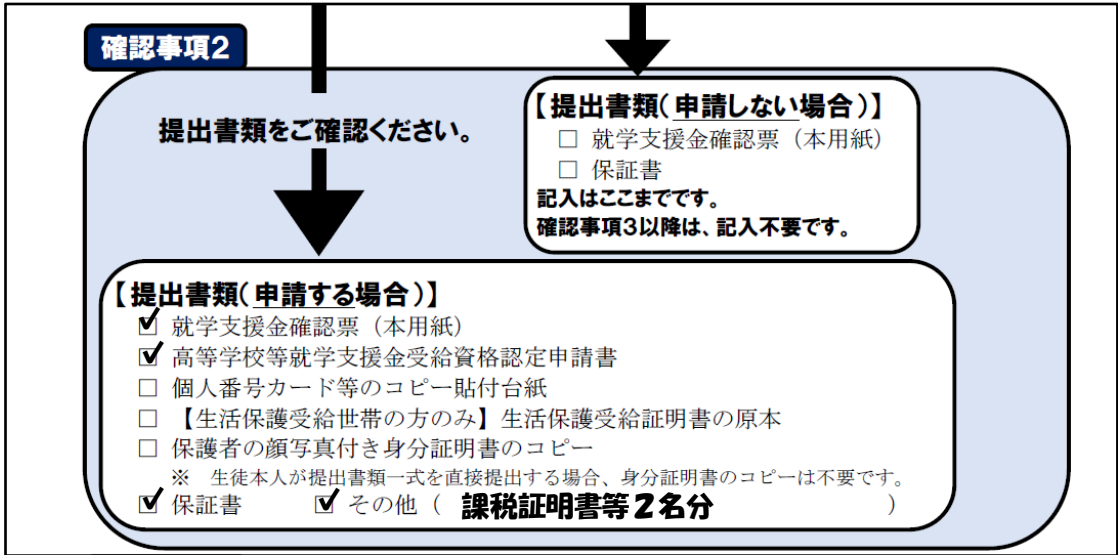 確認事項2
提出書類をご確認ください。
【提出書類(申請しない場合)】
□ 就学支援金確認票（本用紙）
□ 保証書
記入はここまでです。
確認事項3以降は、記入不要です。
【提出書類(申請する場合)】
☑ 就学支援金確認票（本用紙）
☑ 高等学校等就学支援金受給資格認定申請書
□ 個人番号カード等のコピー貼付台紙
□ 【生活保護受給世帯の方のみ】生活保護受給証明書の原本
□ 保護者の顔写真付き身分証明書のコピー
※ 生徒本人が提出書類一式を直接提出する場合、身分証明書のコピーは不要です。
☑ 保証書 ☑ その他（ 課税証明書等２名分 ）